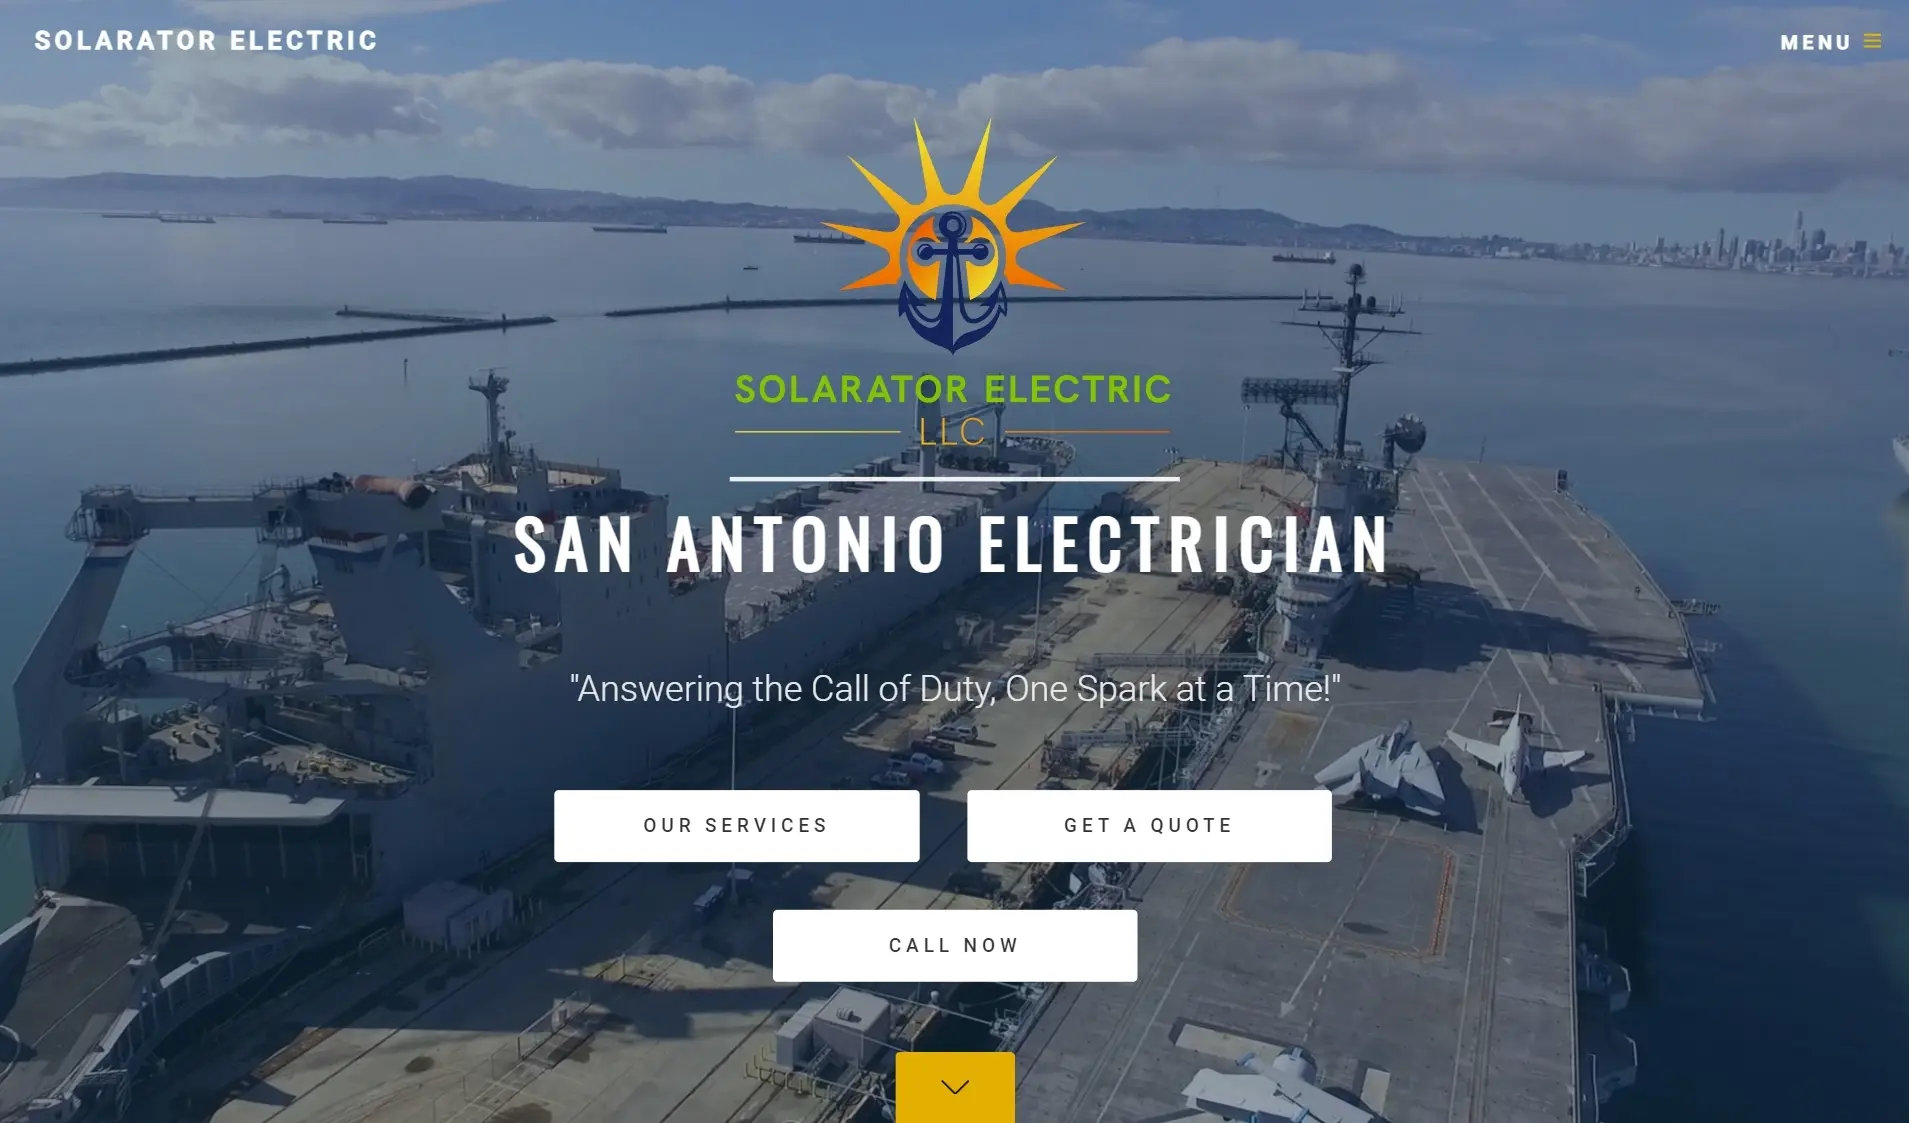 SOLARATOR ELECTRIC
MENU
SOLARATOR ELECTRIC
LLC
SAN ANTONIO ELECTRICIAN
"Answering the Call of Duty, One Spark at a Time!"
OUR SERVICES
GET A QUOTE
CALL NOW